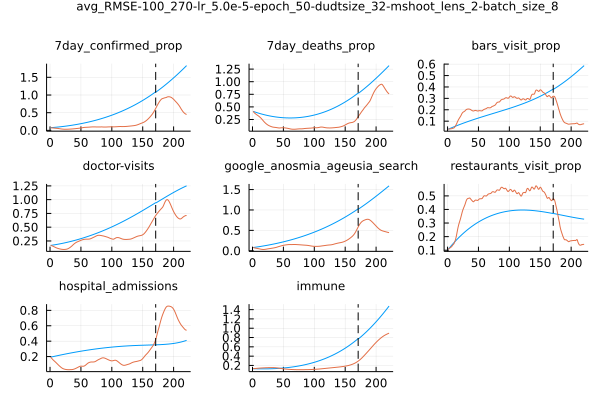 avg_RMSE-100_270-lr_5.0e-5-epoch_50-dudtsize_32-mshoot_lens_2-batch_size_8
7day_confirmed_prop 7day_deaths_prop bars_visit_prop
1.5 1.25 0.6
1.0 1.00 0.5
0.5 0.75 0.4
0.0 0.50 0.3
0.25 0.2
0.1
0 50 100 150 200 0 50 100 150 200 0 50 100 150 200
doctor-visits google_anosmia_ageusia_search restaurants_visit_prop
1.25 1.5 0.5
1.00 1.0 0.4
0.75 0.5 0.3
0.50 0.0 0.2
0.25 0.1
0 50 100 150 200 0 50 100 150 200 0 50 100 150 200
hospital_admissions immune
0.8 1.4
0.6 1.2
0.4 1.0
0.2 0.8
0.6
0.4
0.2
0 50 100 150 200 0 50 100 150 200